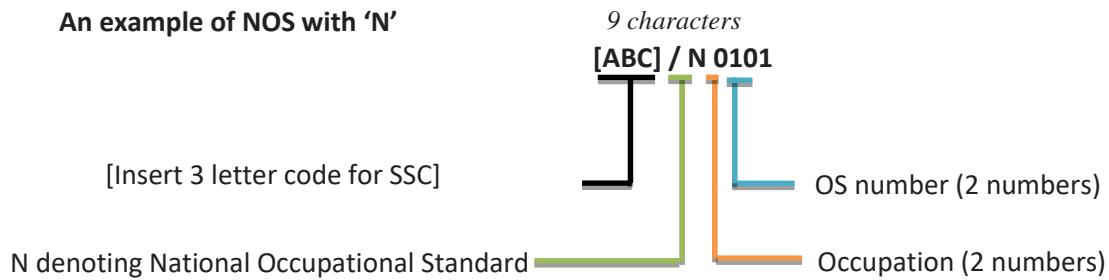 An example of NOS with ‘N’
9 characters
[ABC] / N 0101
[Insert 3 letter code for SSC]
OS number (2 numbers)
N denoting National Occupational Standard
Occupation (2 numbers)